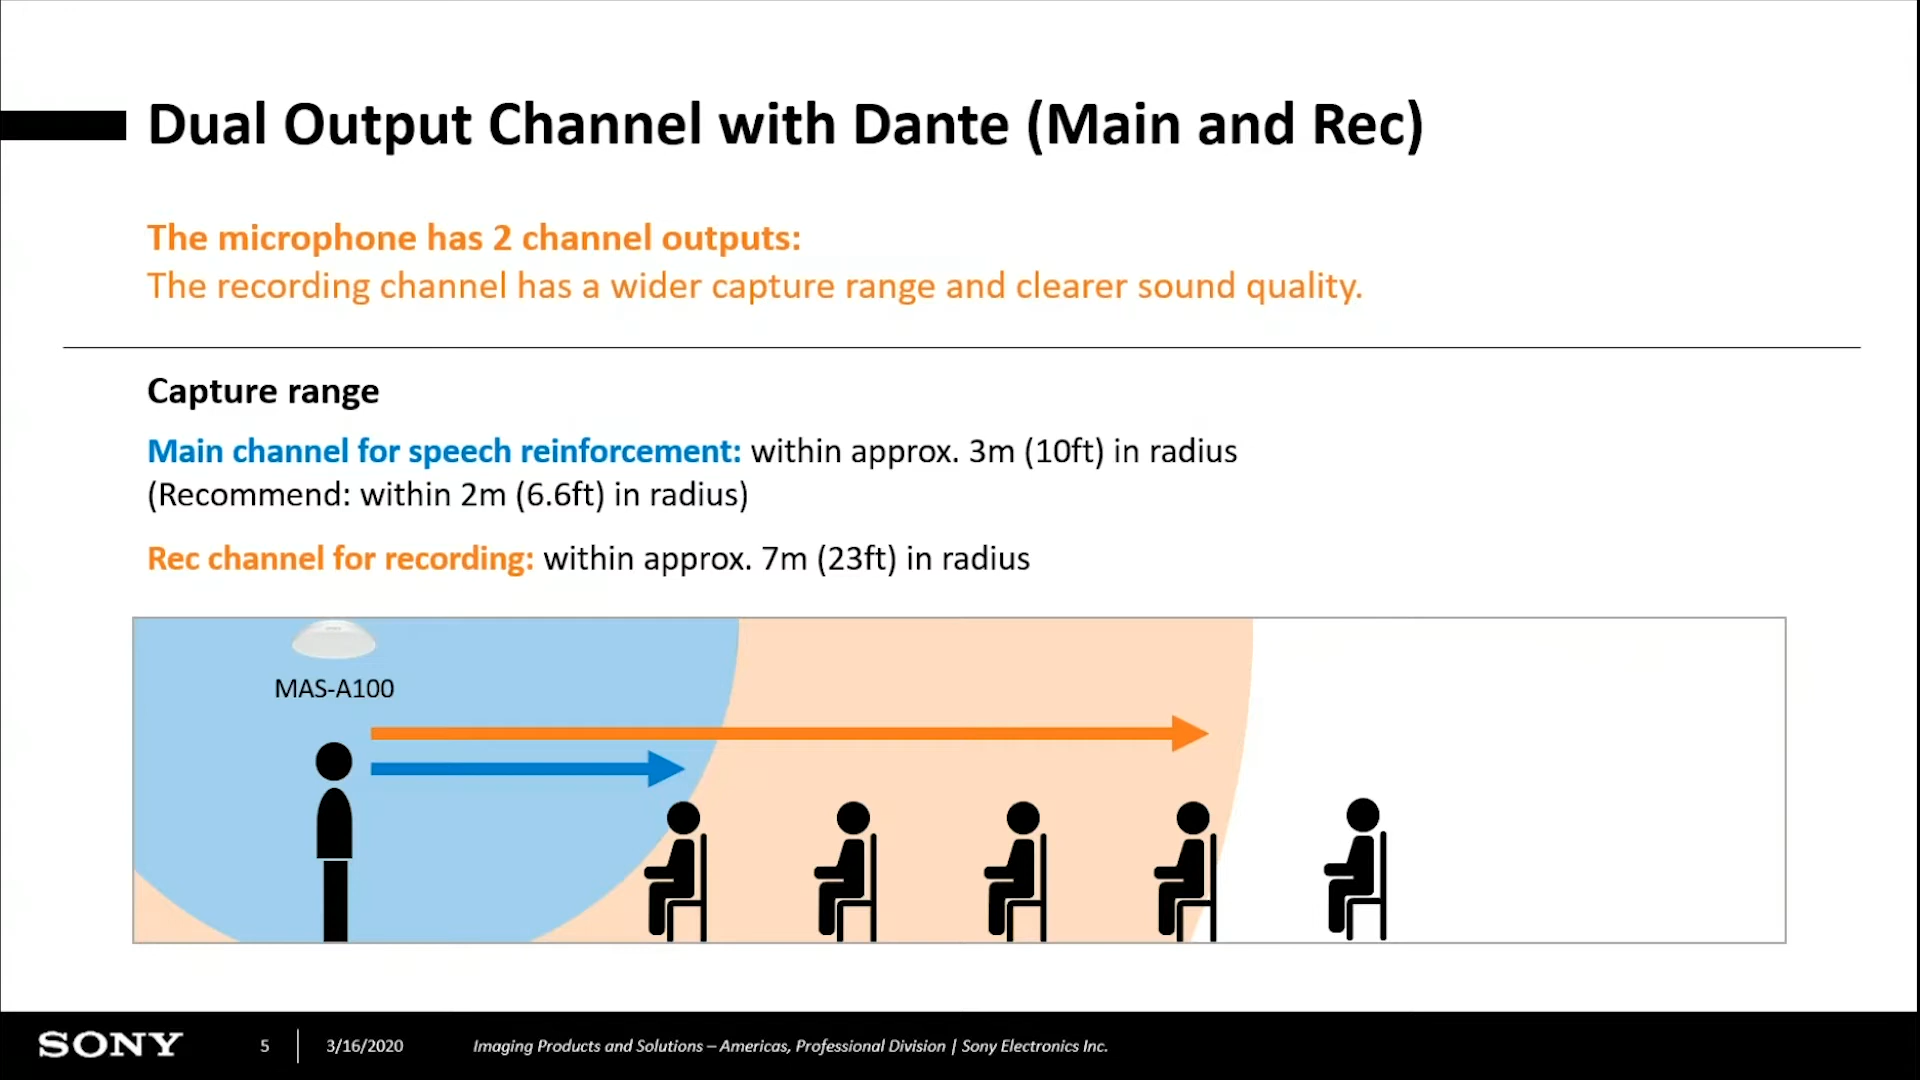 Dual Output Channel with Dante (Main and Rec)
The microphone has 2 channel outputs:
The recording channel has a wider capture range and clearer sound quality.
Capture range
Main channel for speech reinforcement: within approx. 3m (10ft) in radius
(Recommend: within 2m (6.6ft) in radius)
Rec channel for recording: within approx. 7m (23ft) in radius
MAS-A100
SONY
5
3/16/2020
Imaging Products and Solutions – Americas, Professional Division | Sony Electronics Inc.